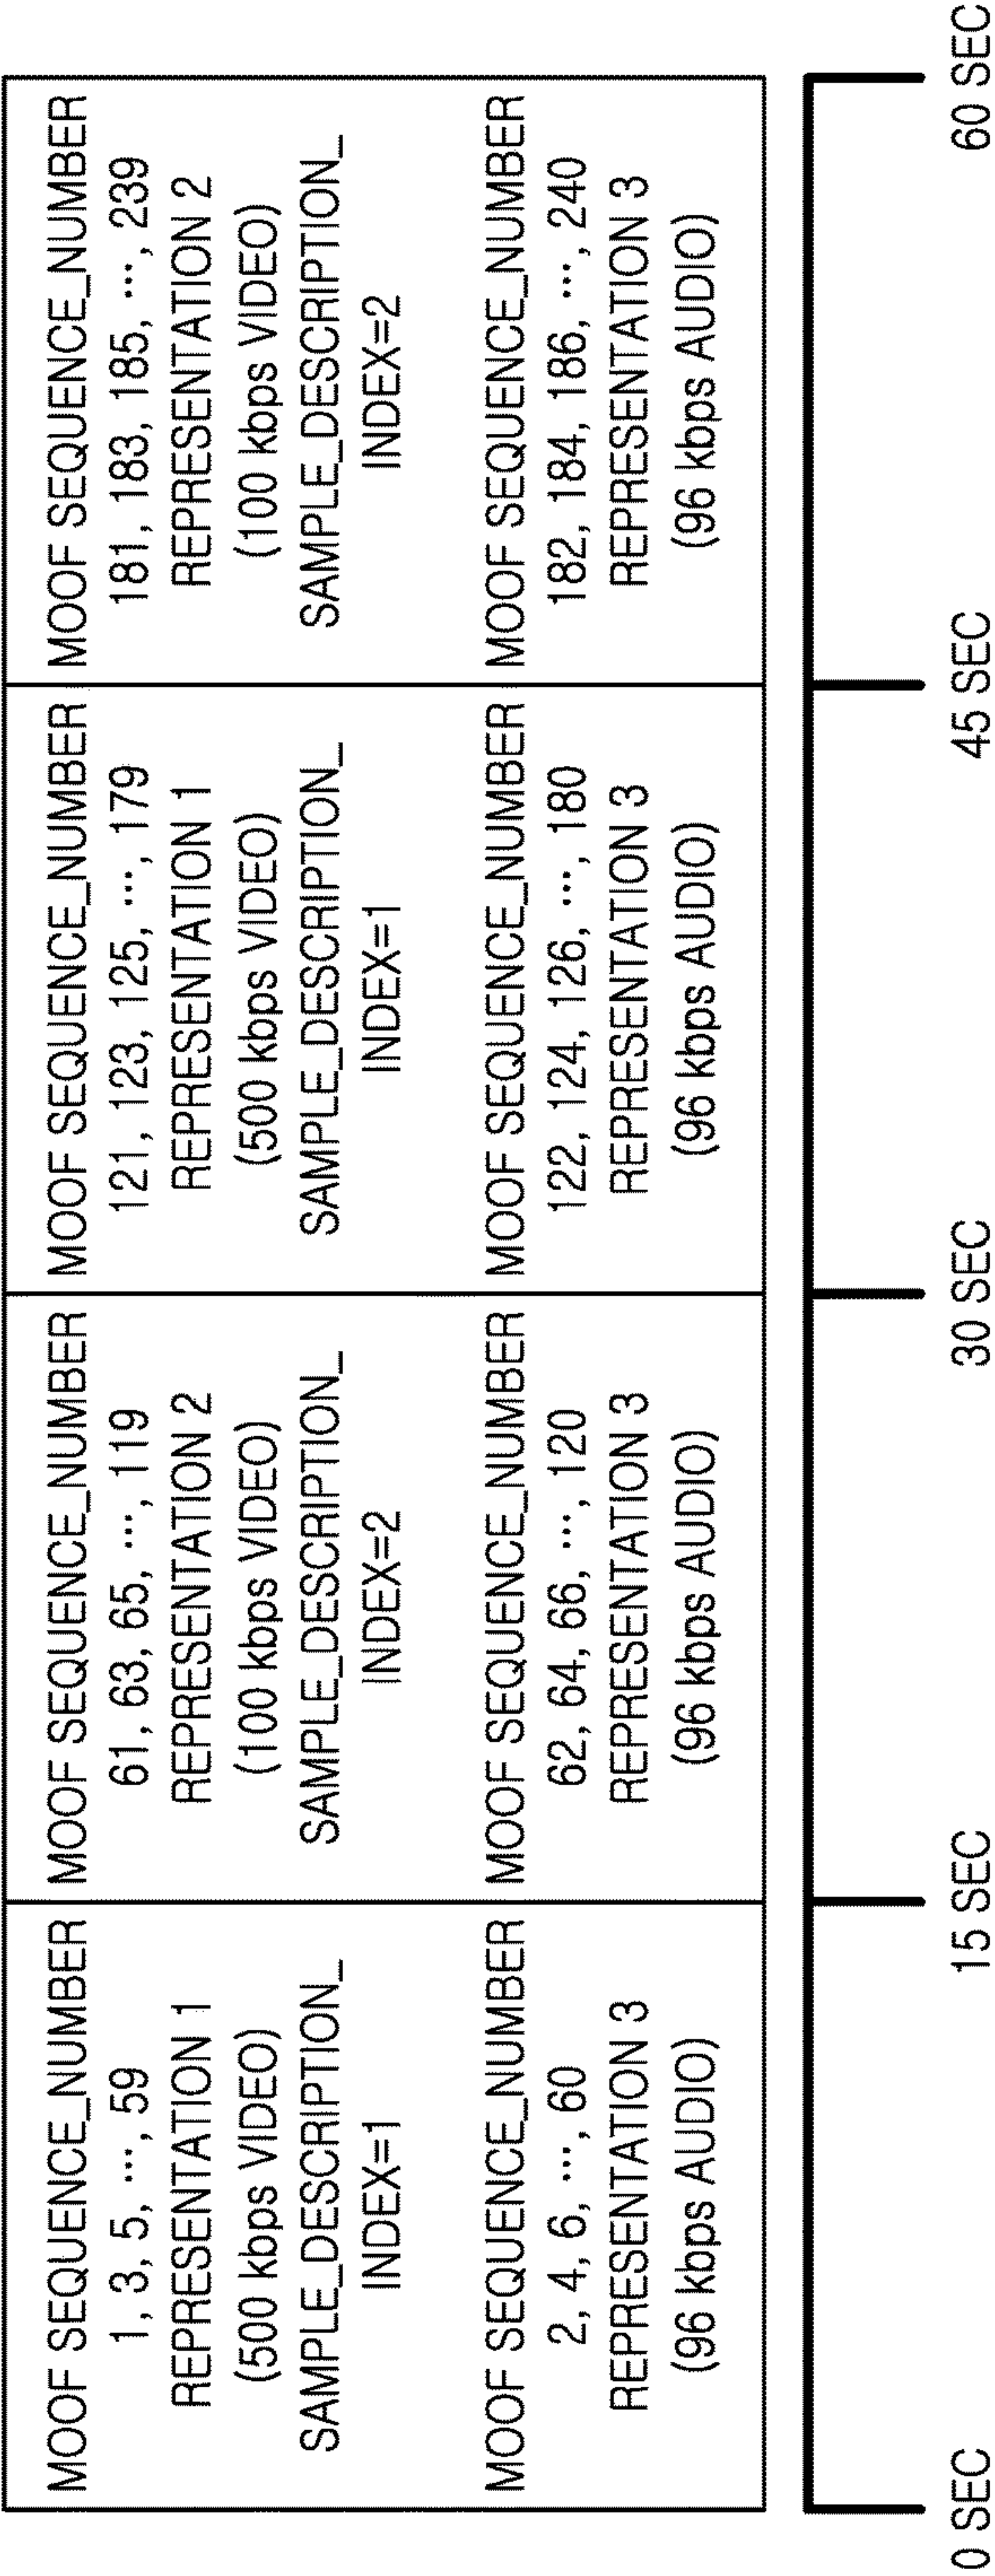 MOOF SEQUENCE_NUMBER
1, 3, 5, ..., 59
REPRESENTATION 1
(500 kbps VIDEO)
SAMPLE_DESCRIPTION_
INDEX=1
MOOF SEQUENCE_NUMBER
2, 4, 6, ..., 60
REPRESENTATION 3
(96 kbps AUDIO)
MOOF SEQUENCE_NUMBER
61, 63, 65, ..., 119
REPRESENTATION 2
(100 kbps VIDEO)
SAMPLE_DESCRIPTION_
INDEX=2
MOOF SEQUENCE_NUMBER
62, 64, 66, ..., 120
REPRESENTATION 3
(96 kbps AUDIO)
MOOF SEQUENCE_NUMBER
121, 123, 125, ..., 179
REPRESENTATION 1
(500 kbps VIDEO)
SAMPLE_DESCRIPTION_
INDEX=1
MOOF SEQUENCE_NUMBER
122, 124, 126, ..., 180
REPRESENTATION 3
(96 kbps AUDIO)
MOOF SEQUENCE_NUMBER
181, 183, 185, ..., 239
REPRESENTATION 2
(100 kbps VIDEO)
SAMPLE_DESCRIPTION_
INDEX=2
MOOF SEQUENCE_NUMBER
182, 184, 186, ..., 240
REPRESENTATION 3
(96 kbps AUDIO)
0 SEC
15 SEC
30 SEC
45 SEC
60 SEC